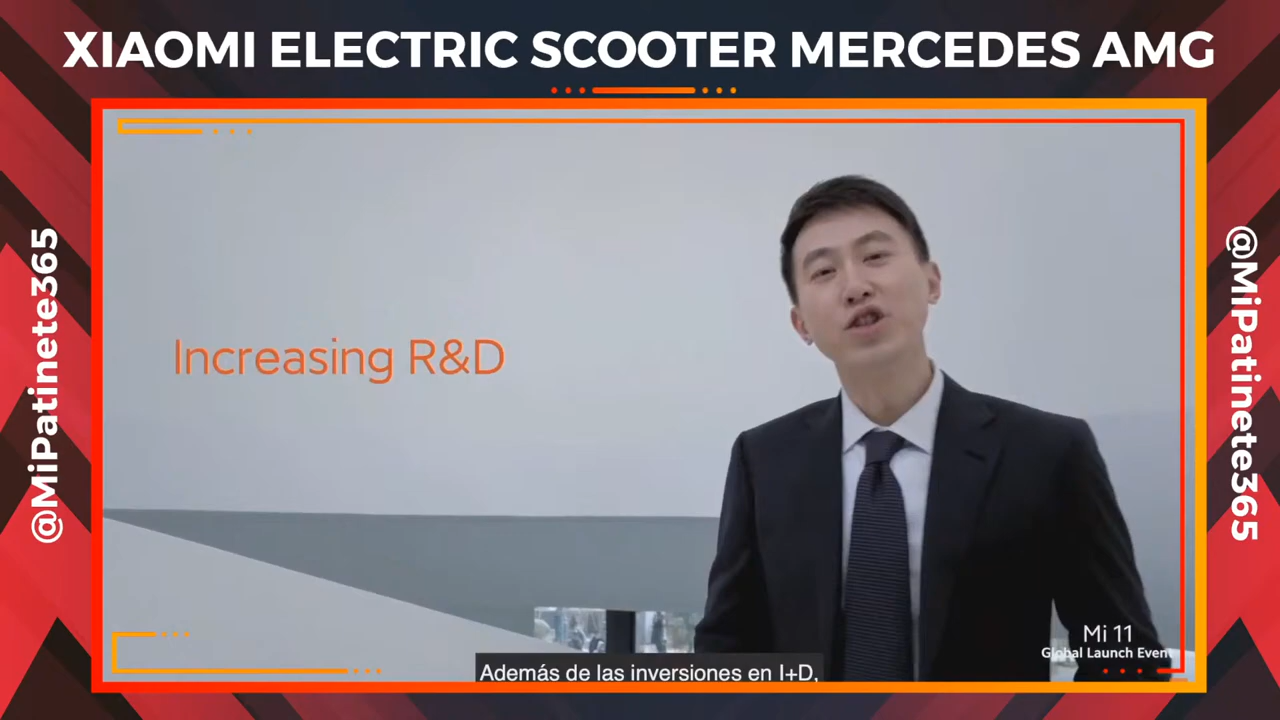 XIAOMI ELECTRIC SCOOTER MERCEDES AMG
@MiPatinete365
Increasing R&D
@MiPatinete365
Mi 11
Global Launch Event
Además de las inversiones en I+D,